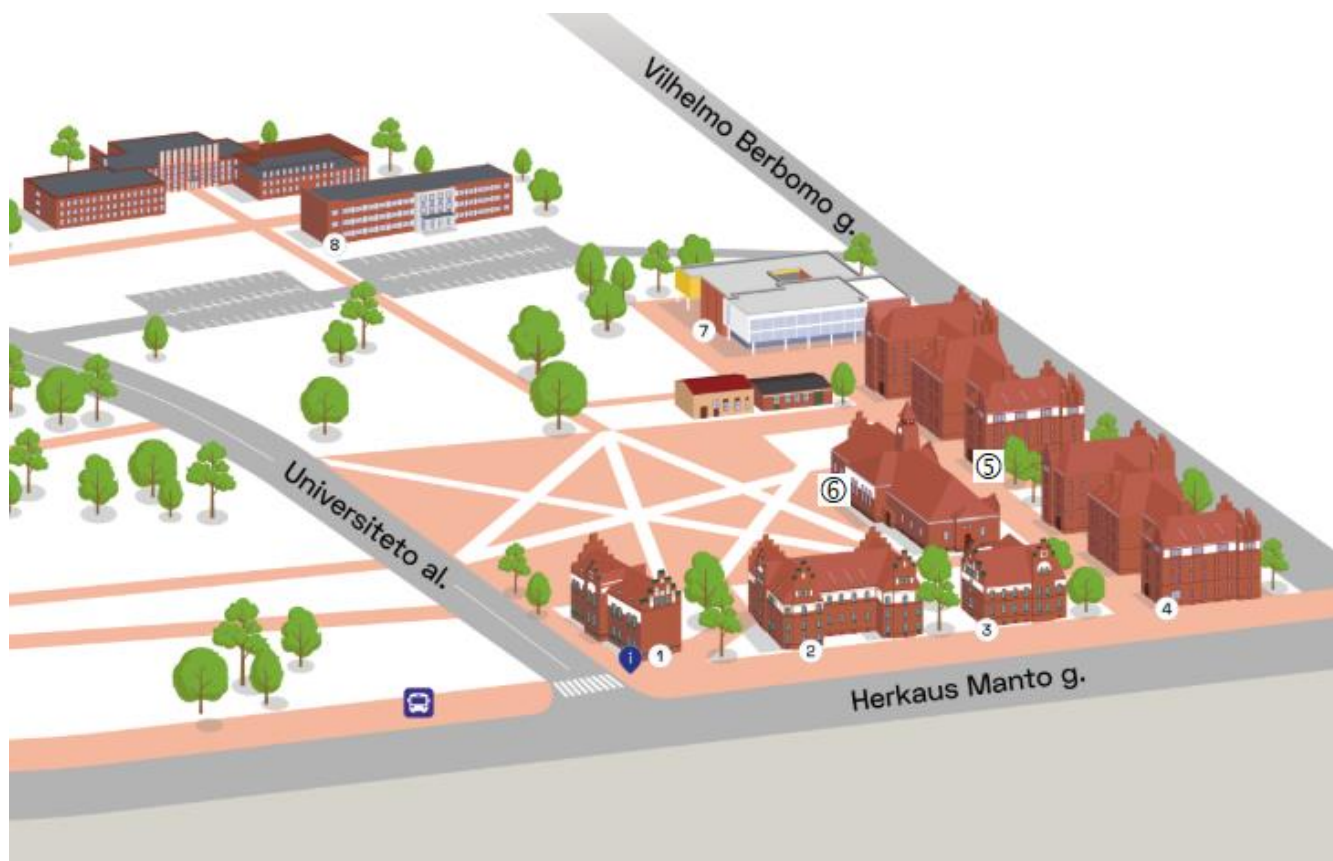 Vilhelmo Berbomo g.
8
7
⑤
⑥
Universiteto al.
4
3
2
1
i
Herkaus Manto g.